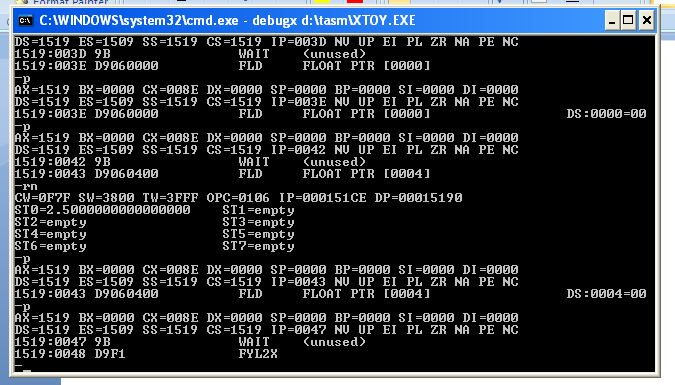 Format Painter
C:\WINDOWS\system32\cmd.exe - debugx d:\tasm\XTOY.EXE
DS=1519 ES=1509 SS=1519 CS=1519 IP=003D NV UP EI PL ZR NA PE NC
1519:003D 9B WAIT (unused)
1519:003E D9060000 FLD FLOAT PTR [0000]
-p
AX=1519 BX=0000 CX=008E DX=0000 SP=0000 BP=0000 SI=0000 DI=0000
DS=1519 ES=1509 SS=1519 CS=1519 IP=003E NV UP EI PL ZR NA PE NC
1519:003E D9060000 FLD FLOAT PTR [0000] DS:0000=00
-p
AX=1519 BX=0000 CX=008E DX=0000 SP=0000 BP=0000 SI=0000 DI=0000
DS=1519 ES=1509 SS=1519 CS=1519 IP=0042 NV UP EI PL ZR NA PE NC
1519:0042 9B WAIT (unused)
1519:0043 D9060400 FLD FLOAT PTR [0004]
-rn
CW=0F7F SW=3800 TW=3FFF OPC=0106 IP=000151CE DP=00015190
ST0=2.5000000000000000 ST1=empty
ST2=empty ST3=empty
ST4=empty ST5=empty
ST6=empty ST7=empty
-p
AX=1519 BX=0000 CX=008E DX=0000 SP=0000 BP=0000 SI=0000 DI=0000
DS=1519 ES=1509 SS=1519 CS=1519 IP=0043 NV UP EI PL ZR NA PE NC
1519:0043 D9060400 FLD FLOAT PTR [0004] DS:0004=00
-p
AX=1519 BX=0000 CX=008E DX=0000 SP=0000 BP=0000 SI=0000 DI=0000
DS=1519 ES=1509 SS=1519 CS=1519 IP=0047 NV UP EI PL ZR NA PE NC
1519:0047 9B WAIT (unused)
1519:0048 D9F1 FYL2X
-_